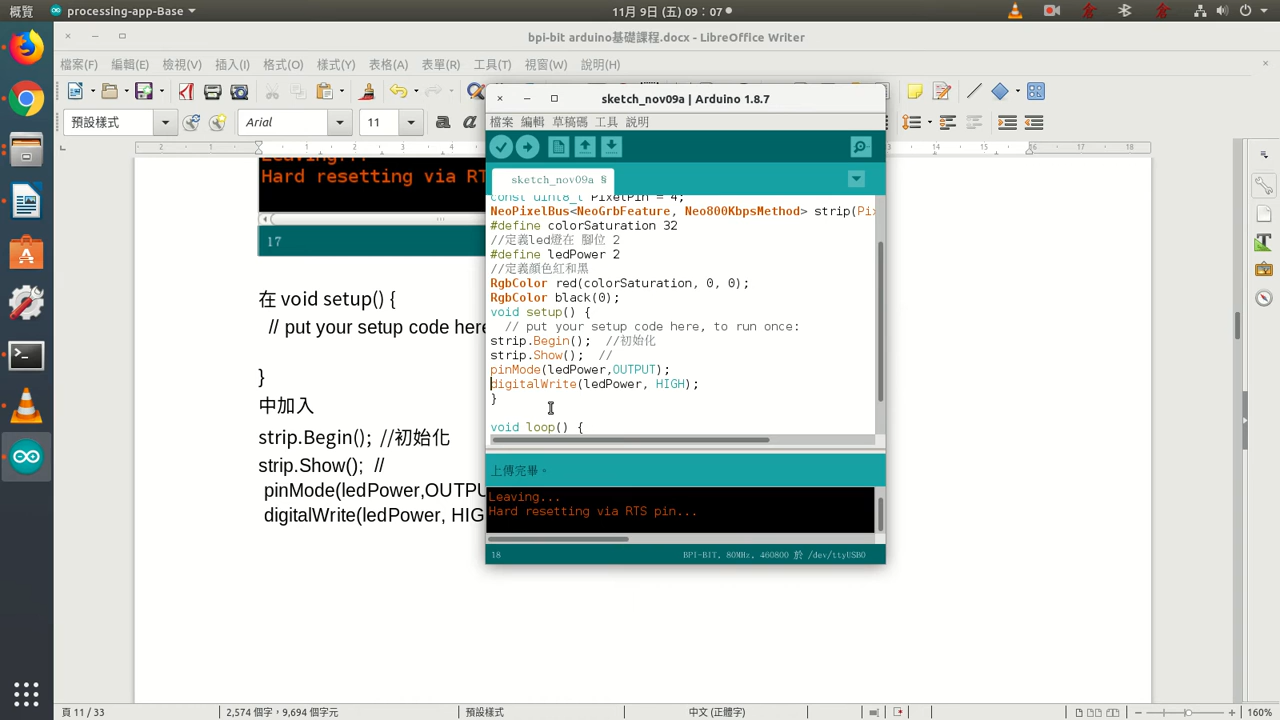 概覽 processing-app-Base 11月 9日 (五) 09：07
bpi-bit arduino基礎課程.docx - LibreOffice Writer
檔案(F) 編輯(E) 檢視(V) 插入(I) 格式(O) 樣式(Y) 表格(A) 表單(R) 工具(T) 視窗(W) 說明(H)
預設樣式 Arial 11
Leaving...
Hard resetting via RT
17
在 void setup() {
// put your setup code here
}
中加入
strip.Begin();  //初始化
strip.Show();  //
pinMode(ledPower,OUTPU
digitalWrite(ledPower, HIG
sketch_nov09a | Arduino 1.8.7
檔案 編輯 草稿碼 工具 說明
sketch_nov09a §
const uint8_t PixelPin = 4;
NeoPixelBus<NeoGrbFeature, Neo800KbpsMethod> strip(Pix
#define colorSaturation 32
//定義led燈在 腳位 2
#define ledPower 2
//定義顏色紅和黑
RgbColor red(colorSaturation, 0, 0);
RgbColor black(0);
void setup() {
// put your setup code here, to run once:
strip.Begin();  //初始化
strip.Show();  //
pinMode(ledPower,OUTPUT);
digitalWrite(ledPower, HIGH);
}
void loop() {
上傳完畢。
Leaving...
Hard resetting via RTS pin...
18 BPI-BIT, 80MHz, 460800 於 /dev/ttyUSB0
頁 11 / 33 2,574 個字，9,694 個字元 預設樣式 中文 (正體字) 160%